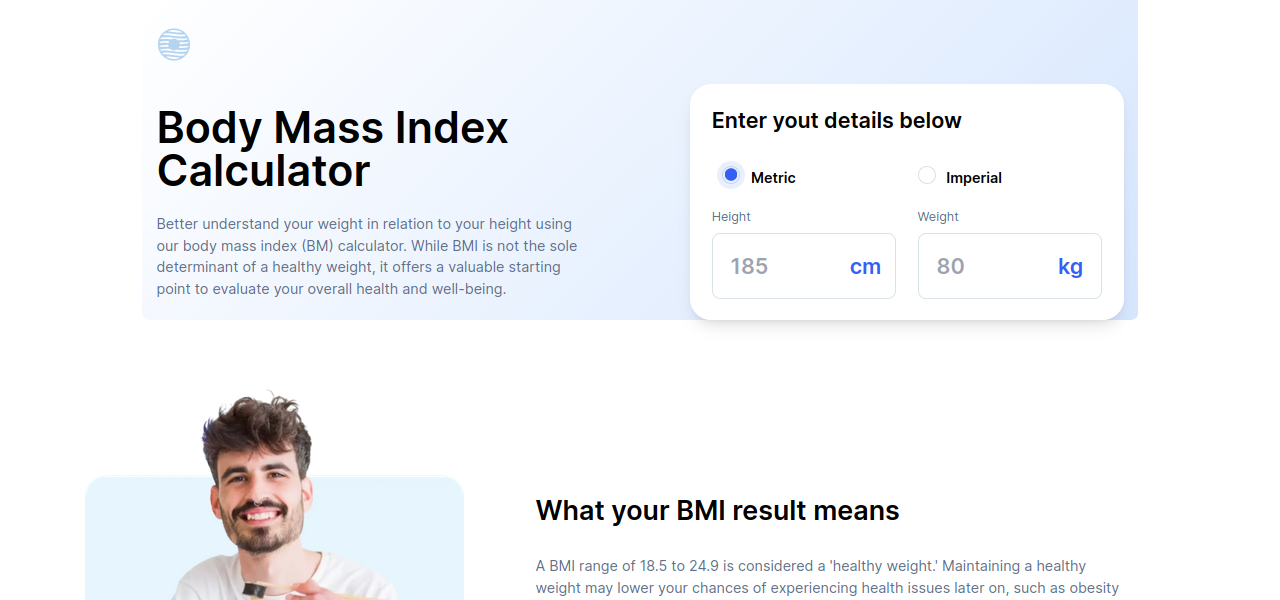 Body Mass Index
Calculator
Better understand your weight in relation to your height using
our body mass index (BM) calculator. While BMI is not the sole
determinant of a healthy weight, it offers a valuable starting
point to evaluate your overall health and well-being.
Enter yout details below
Metric
Imperial
Height
Weight
185 cm
80 kg
What your BMI result means
A BMI range of 18.5 to 24.9 is considered a 'healthy weight.' Maintaining a healthy
weight may lower your chances of experiencing health issues later on, such as obesity